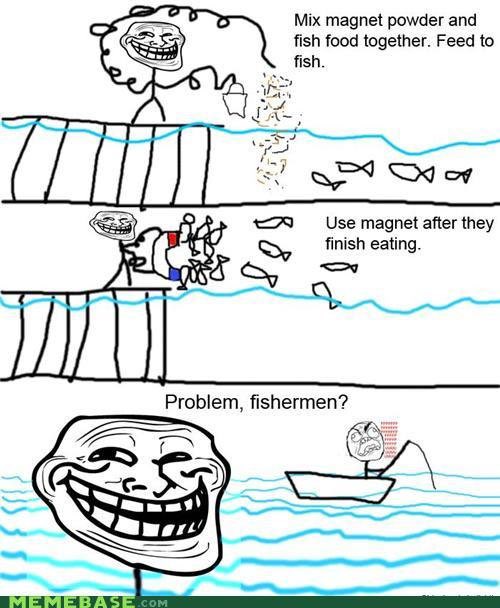 Mix magnet powder and
fish food together. Feed to
fish.
Use magnet after they
finish eating.
Problem, fishermen?
MEMEBASE.COM